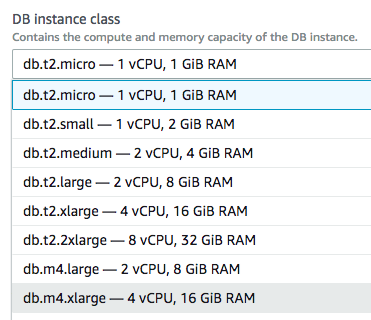 DB instance class
Contains the compute and memory capacity of the DB instance.
db.t2.micro — 1 vCPU, 1 GiB RAM
db.t2.micro — 1 vCPU, 1 GiB RAM
db.t2.small — 1 vCPU, 2 GiB RAM
db.t2.medium — 2 vCPU, 4 GiB RAM
db.t2.large — 2 vCPU, 8 GiB RAM
db.t2.xlarge — 4 vCPU, 16 GiB RAM
db.t2.2xlarge — 8 vCPU, 32 GiB RAM
db.m4.large — 2 vCPU, 8 GiB RAM
db.m4.xlarge — 4 vCPU, 16 GiB RAM